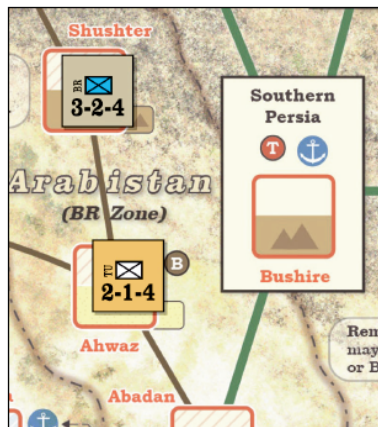 Shushter
BR
3-2-4
Southern
Persia
T
Arabistan
(BR Zone)
Bushire
TU
B
2-1-4
Ahwaz
Abadan
Rem
may
or B